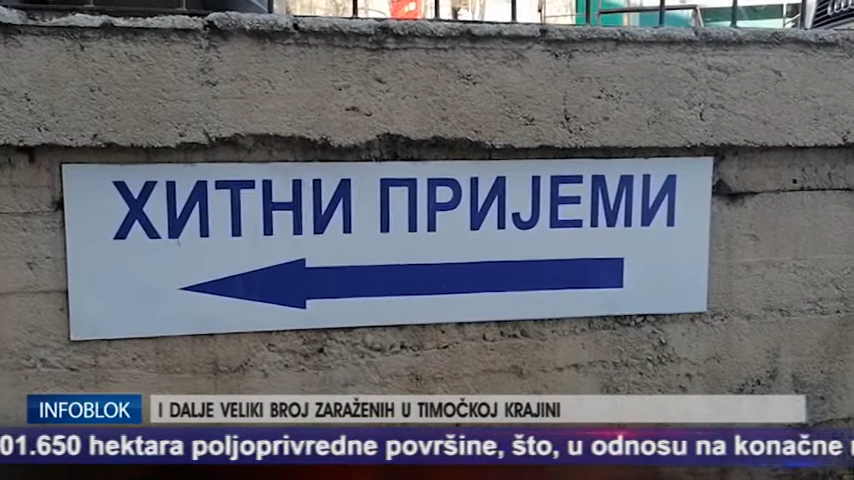 ХИТНИ ПРИЈЕМИ
INFOBLOK
I DALJE VELIKI BROJ ZARAŽENIH U TIMOČKOJ KRAJINI
01.650 hektara poljoprivredne površine, što, u odnosu na konačne